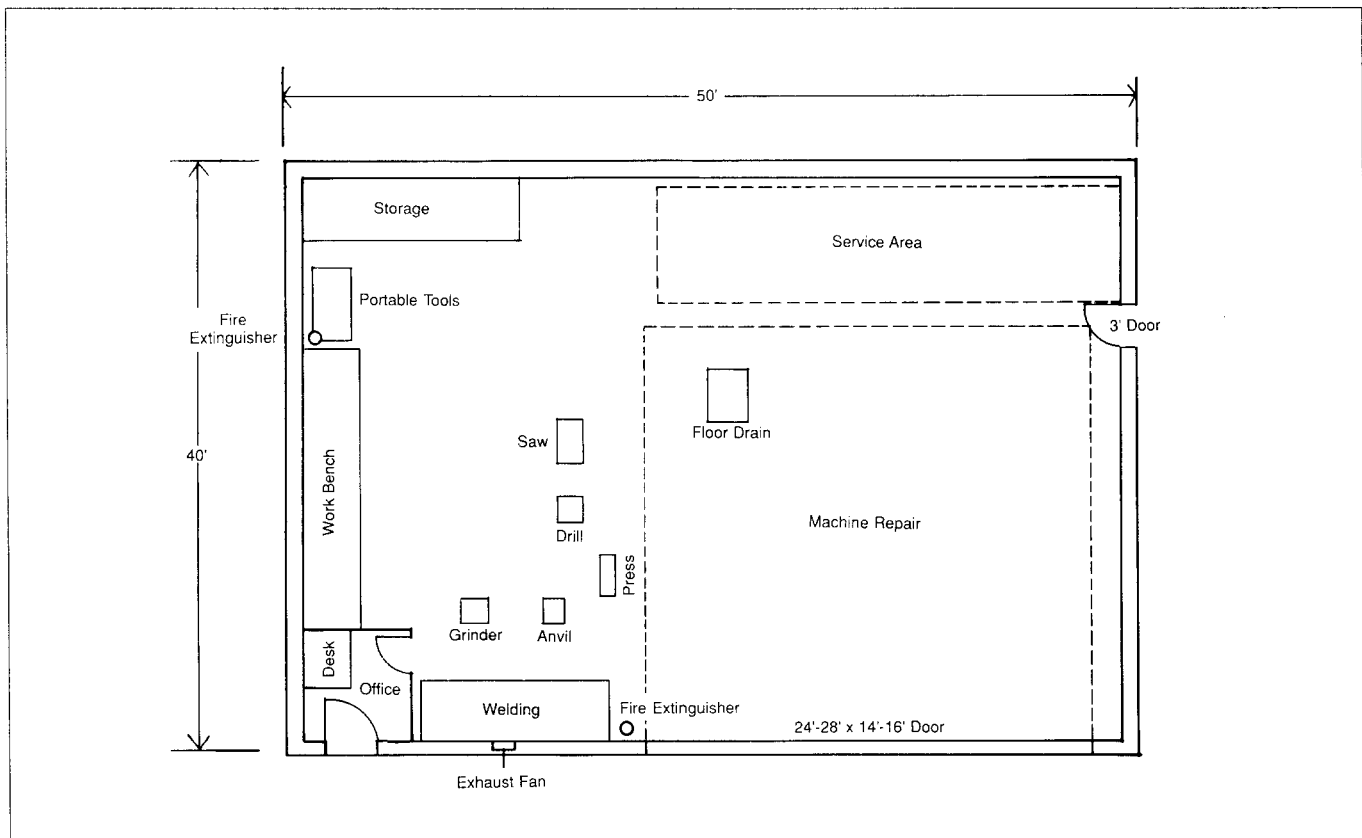 50'
Storage
Service Area
Portable Tools
Fire
Extinguisher
3' Door
Floor Drain
Saw
40'
Work Bench
Machine Repair
Drill
Press
Grinder
Anvil
Desk
Office
Welding
Fire Extinguisher
24'-28' x 14'-16' Door
Exhaust Fan